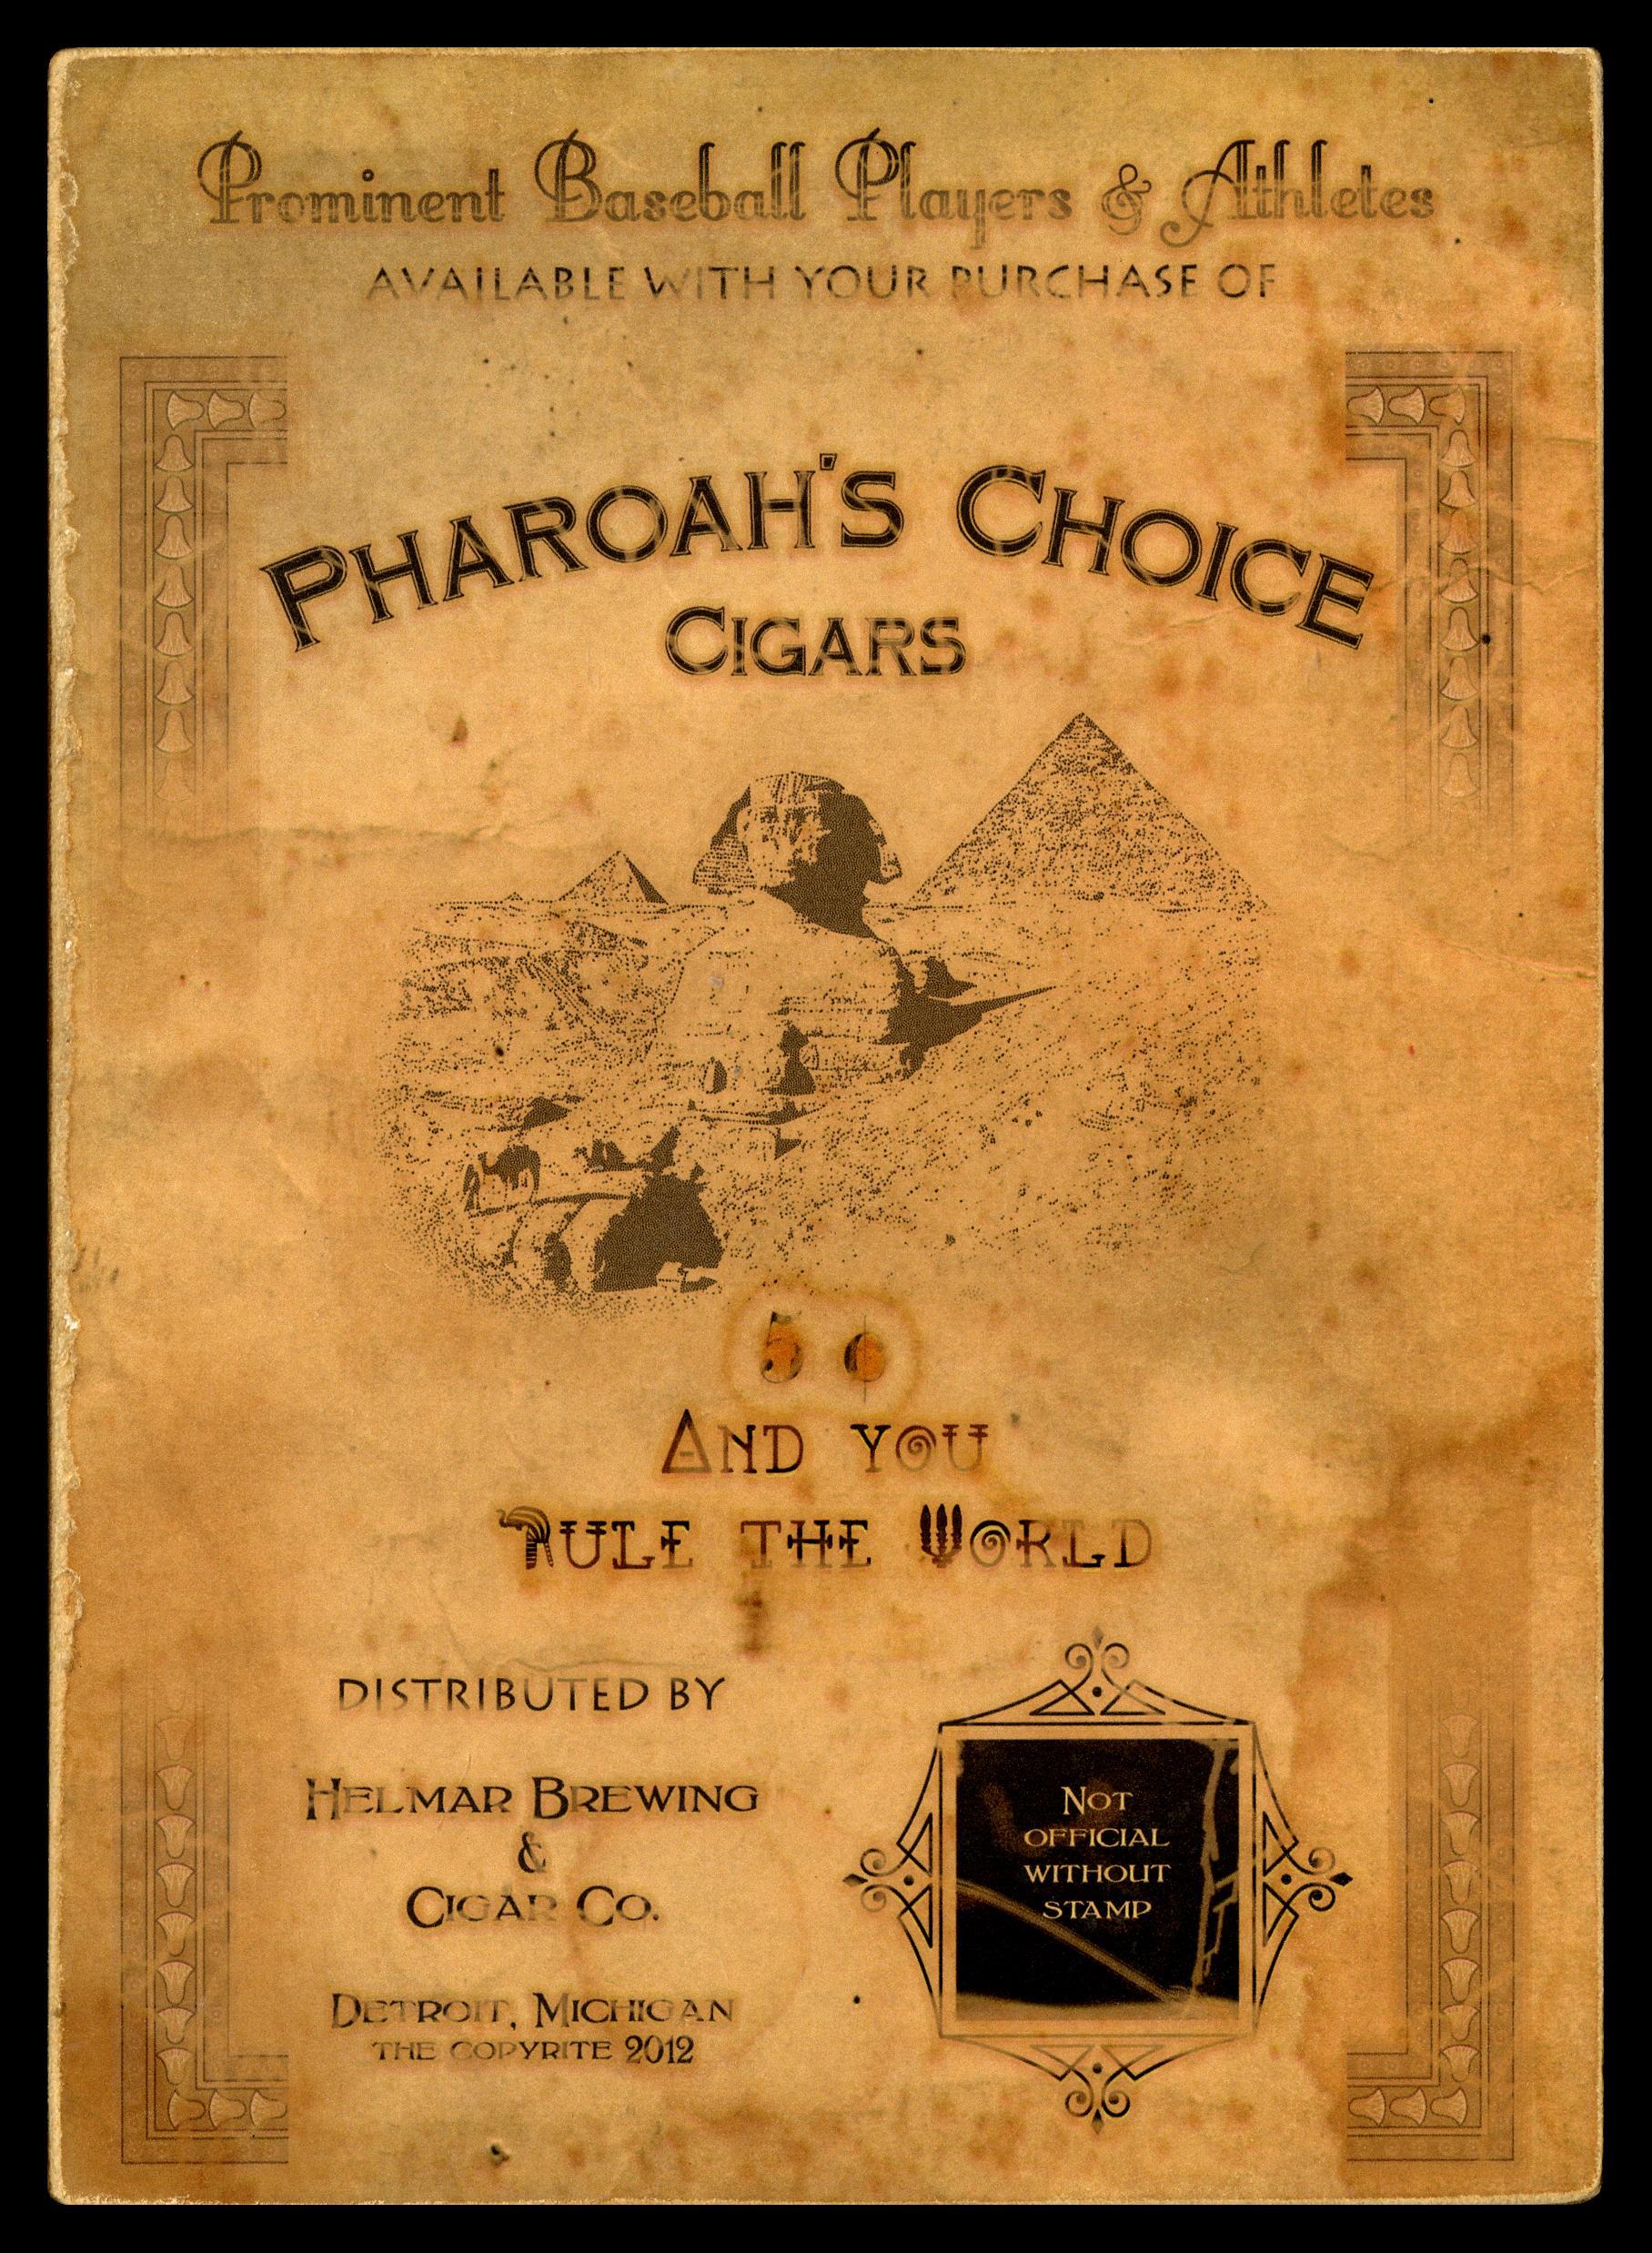 Prominent Baseball Players & Athletes
AVAILABLE WITH YOUR PURCHASE OF
PHAROAH'S CHOICE
CIGARS
5 ¢
AND YOU
RULE THE WORLD
DISTRIBUTED BY
HELMAR BREWING
&
CIGAR CO.
DETROIT, MICHIGAN
THE COPYRITE 2012
NOT
OFFICIAL
WITHOUT
STAMP